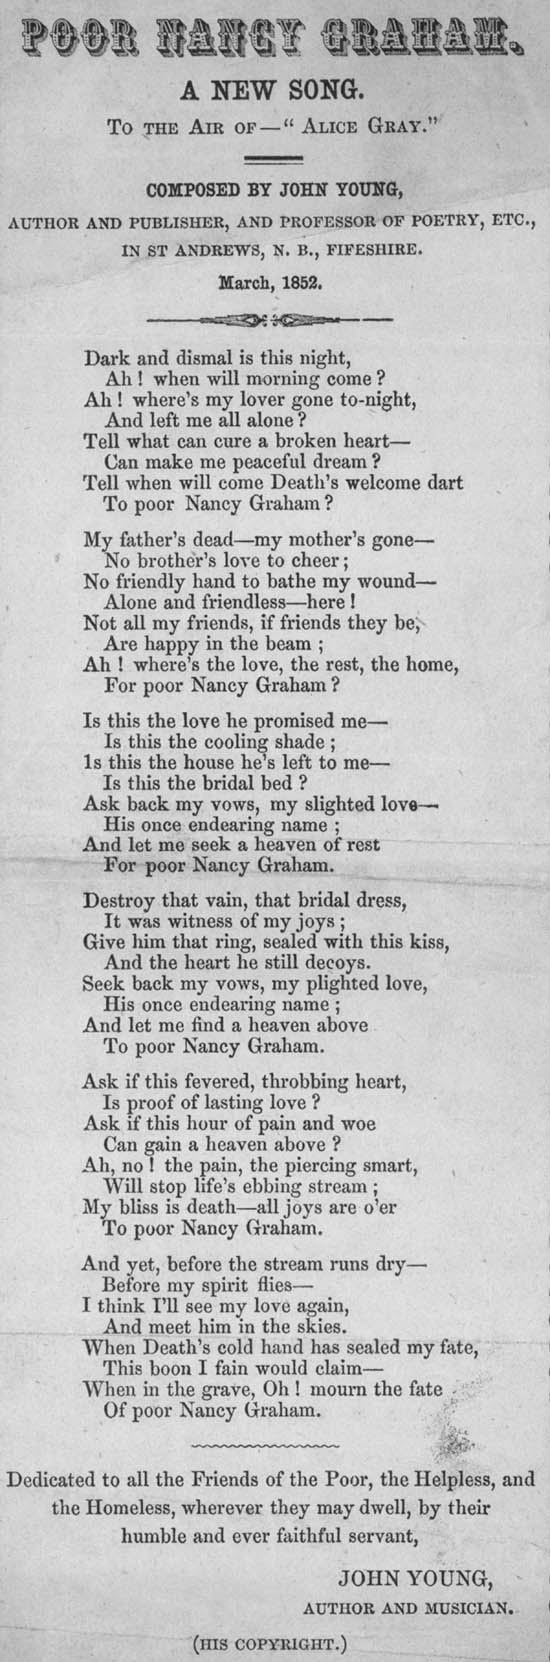 POOR NANCY GRAHAM.
A NEW SONG.
TO THE AIR OF—“ ALICE GRAY.”
COMPOSED BY JOHN YOUNG,
AUTHOR AND PUBLISHER, AND PROFESSOR OF POETRY, ETC.,
IN ST ANDREWS, N. B., FIFESHIRE.
March, 1852.
Dark and dismal is this night,
Ah ! when will morning come ?
Ah ! where's my lover gone to-night,
And left me all alone ?
Tell what can cure a broken heart—
Can make me peaceful dream ?
Tell when will come Death's welcome dart
To poor Nancy Graham ?
My father's dead—my mother's gone—
No brother's love to cheer ;
No friendly hand to bathe my wound—
Alone and friendless—here !
Not all my friends, if friends they be,
Are happy in the beam ;
Ah ! where's the love, the rest, the home,
For poor Nancy Graham ?
Is this the love he promised me—
Is this the cooling shade ;
Is this the house he's left to me—
Is this the bridal bed ?
Ask back my vows, my slighted love—
His once endearing name ;
And let me seek a heaven of rest
For poor Nancy Graham.
Destroy that vain, that bridal dress,
It was witness of my joys ;
Give him that ring, sealed with this kiss,
And the heart he still decoys.
Seek back my vows, my plighted love,
His once endearing name ;
And let me find a heaven above
To poor Nancy Graham.
Ask if this fevered, throbbing heart,
Is proof of lasting love ?
Ask if this hour of pain and woe
Can gain a heaven above ?
Ah, no ! the pain, the piercing smart,
Will stop life's ebbing stream ;
My bliss is death—all joys are o'er
To poor Nancy Graham.
And yet, before the stream runs dry—
Before my spirit flies—
I think I'll see my love again,
And meet him in the skies.
When Death's cold hand has sealed my fate,
This boon I fain would claim—
When in the grave, Oh ! mourn the fate
Of poor Nancy Graham.
Dedicated to all the Friends of the Poor, the Helpless, and
the Homeless, wherever they may dwell, by their
humble and ever faithful servant,
JOHN YOUNG,
AUTHOR AND MUSICIAN.
(HIS COPYRIGHT.)